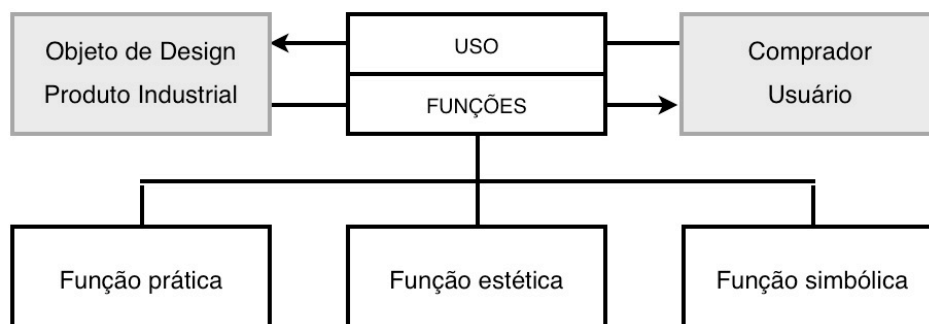 Objeto de Design
Produto Industrial
USO
FUNÇÕES
Comprador
Usuário
Função prática
Função estética
Função simbólica